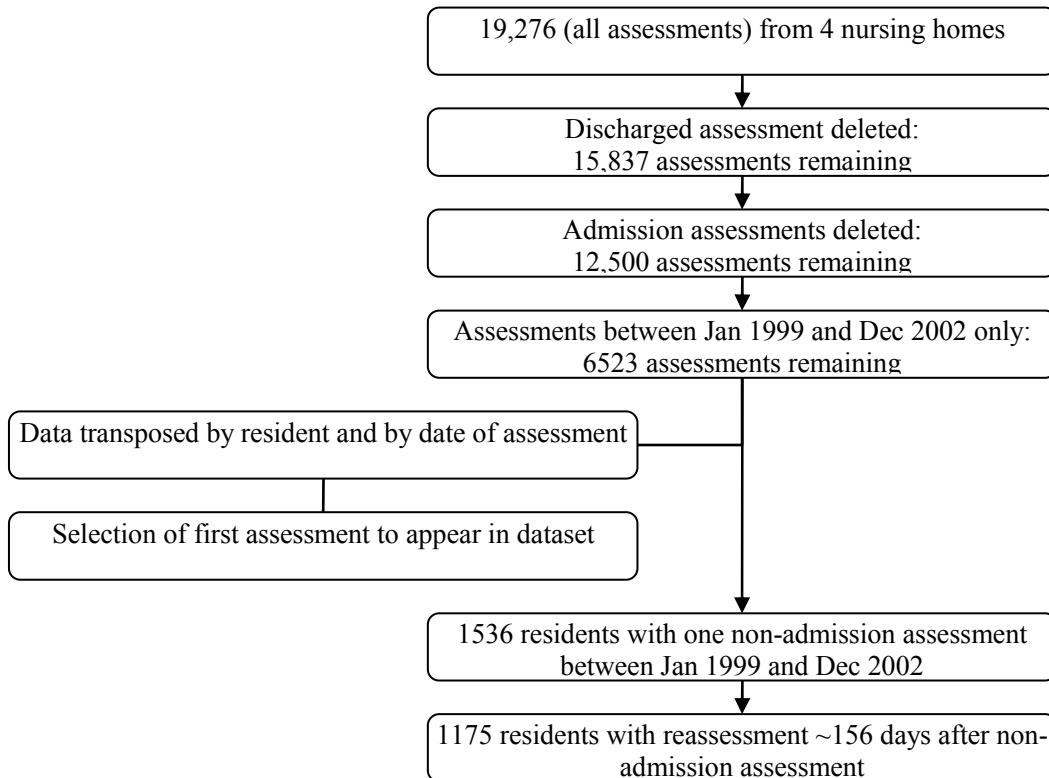 19,276 (all assessments) from 4 nursing homes
Discharged assessment deleted:
15,837 assessments remaining
Admission assessments deleted:
12,500 assessments remaining
Assessments between Jan 1999 and Dec 2002 only:
6523 assessments remaining
Data transposed by resident and by date of assessment
Selection of first assessment to appear in dataset
1536 residents with one non-admission assessment
between Jan 1999 and Dec 2002
1175 residents with reassessment ~156 days after non-
admission assessment